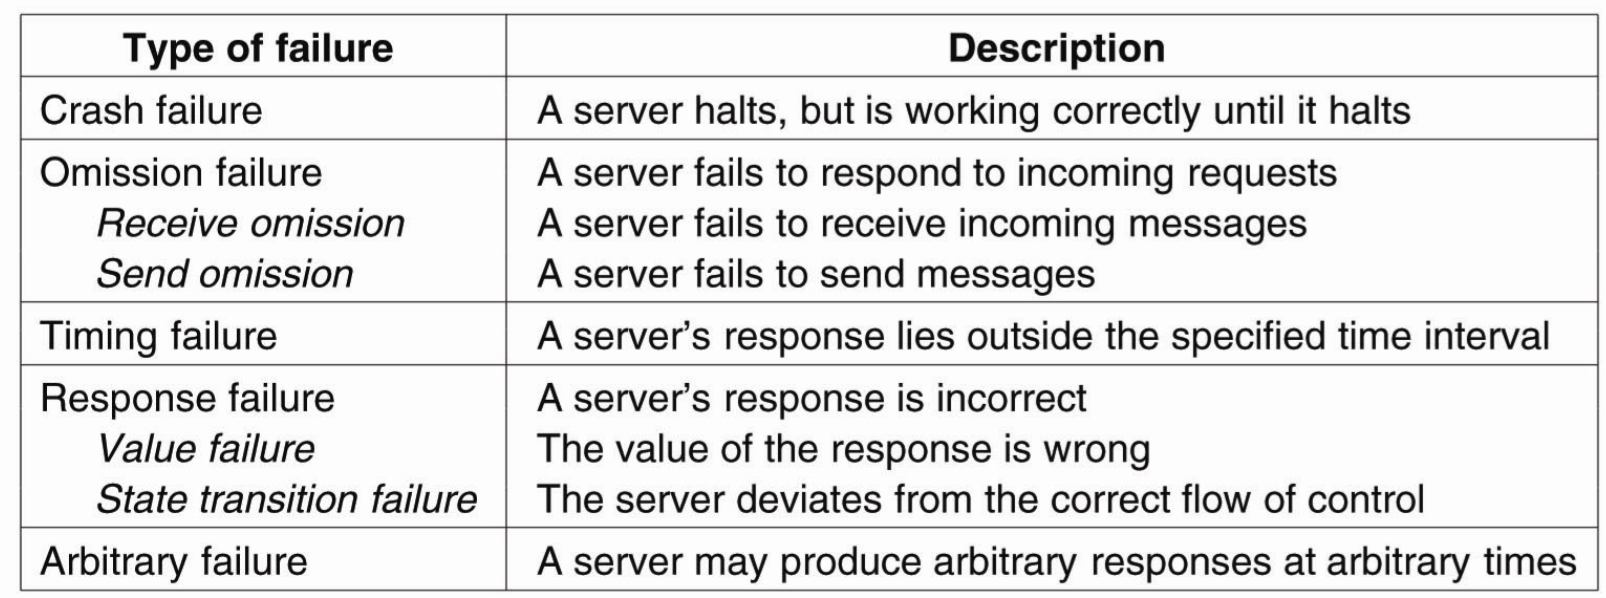 Type of failure Description
Crash failure A server halts, but is working correctly until it halts
Omission failure A server fails to respond to incoming requests
Receive omission A server fails to receive incoming messages
Send omission A server fails to send messages
Timing failure A server’s response lies outside the specified time interval
Response failure A server’s response is incorrect
Value failure The value of the response is wrong
State transition failure The server deviates from the correct flow of control
Arbitrary failure A server may produce arbitrary responses at arbitrary times